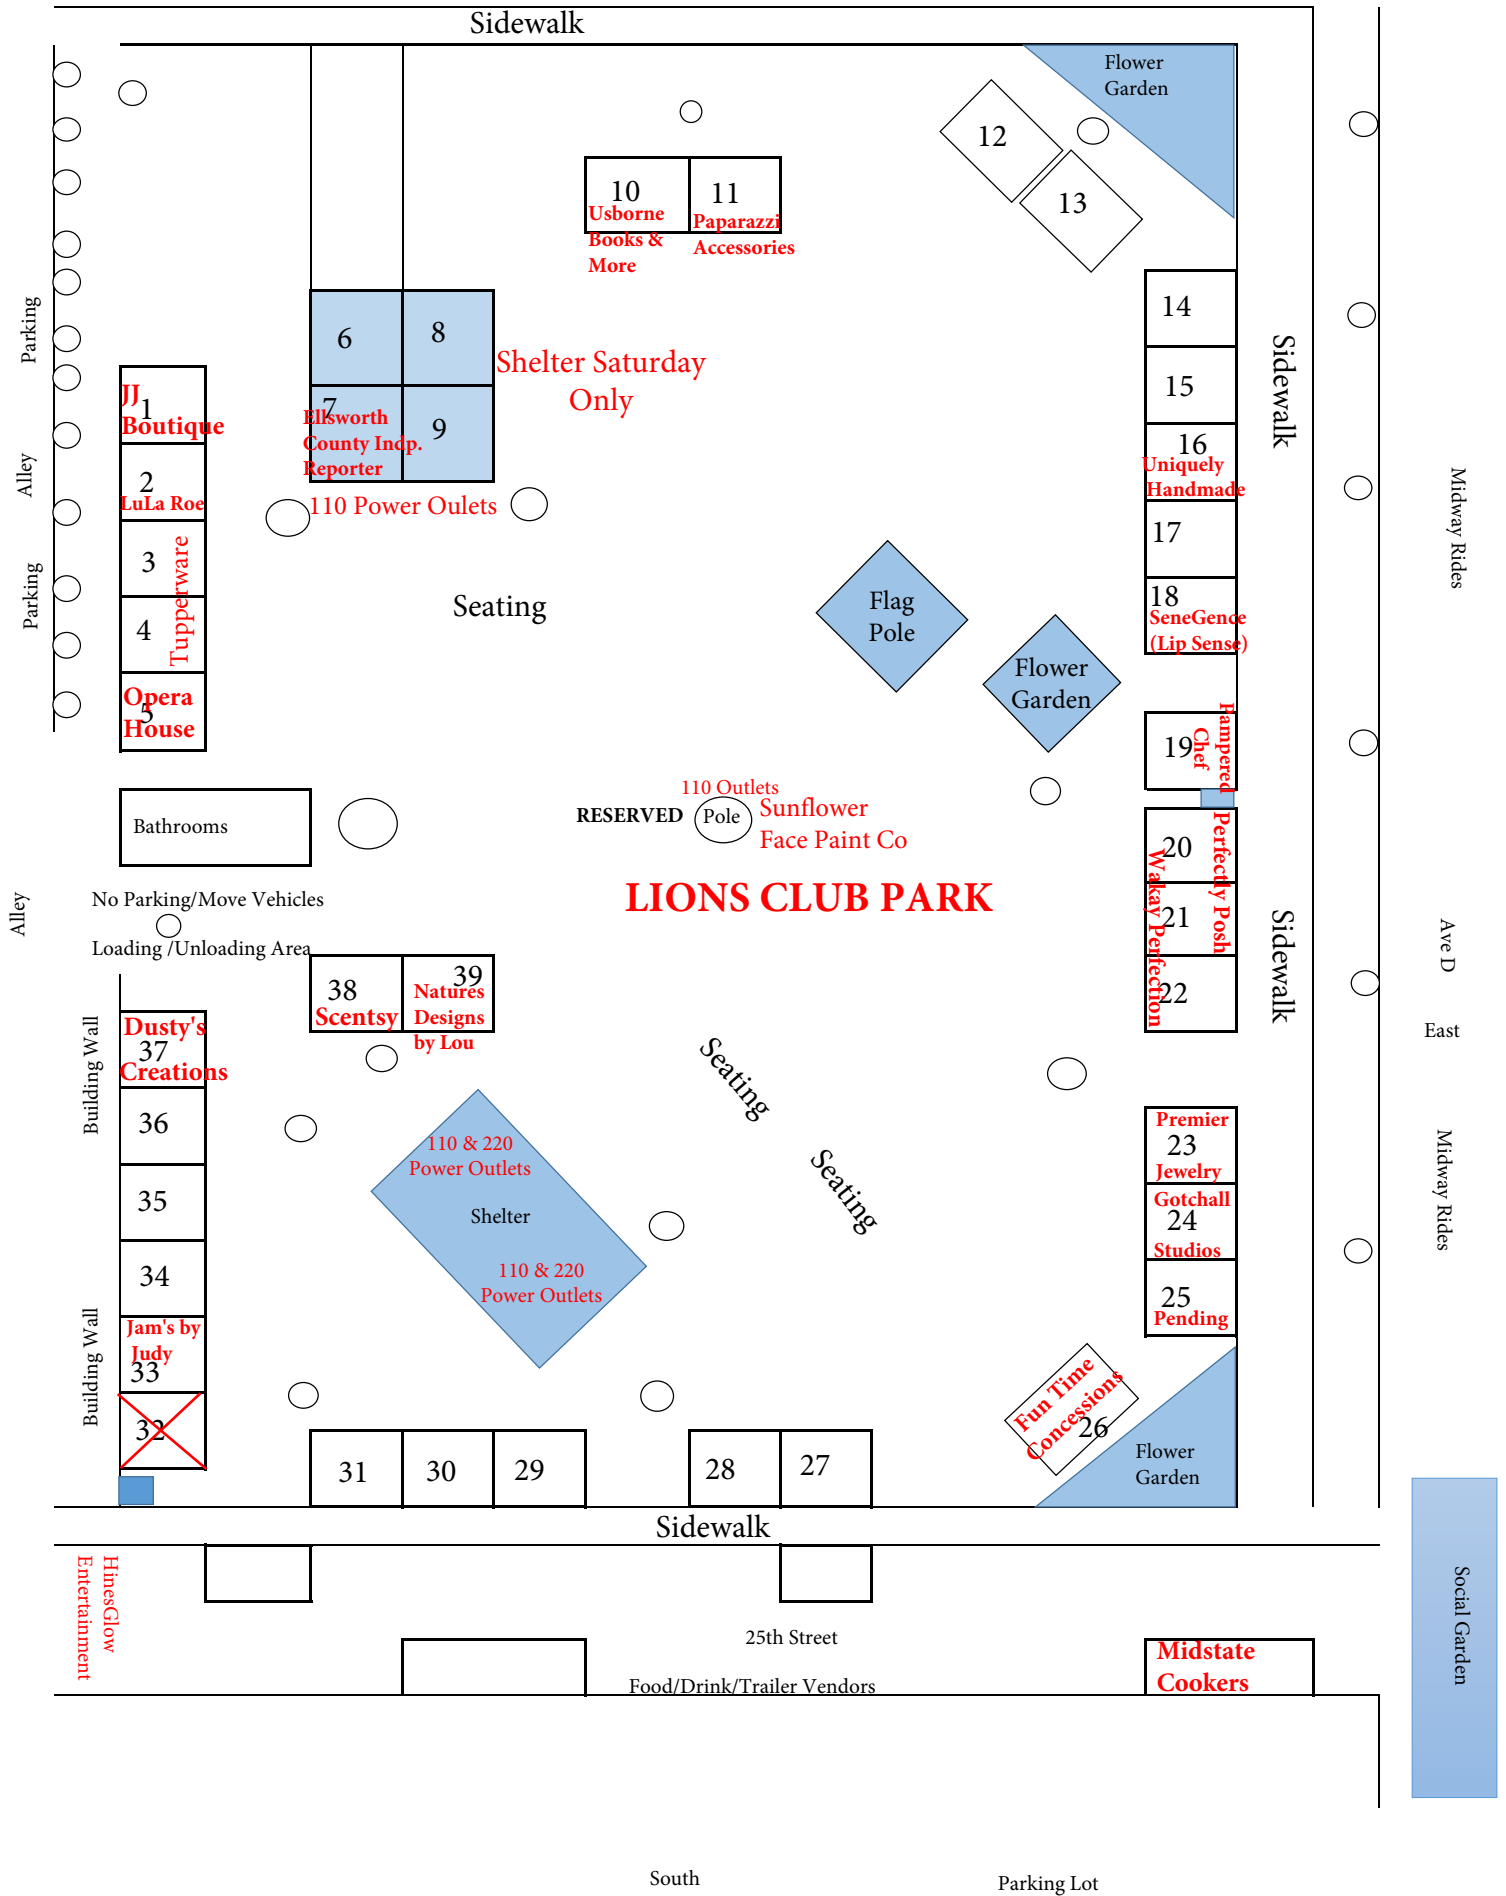 Sidewalk
Flower
Garden
12
13
10
Usborne
Books &
More
11
Paparazzi
Accessories
14
15
16
Uniquely
Handmade
17
18
SeneGence
(Lip Sense)
Sidewalk
Midway Rides
Parking
Alley
Parking
6
8
7
Ellsworth
County Indp.
Reporter
9
Shelter Saturday
Only
110 Power Oulets
JJ
1
Boutique
2
LuLa Roe
3
4
Tupperware
Opera
5
House
Seating
Flag
Pole
Flower
Garden
19
Pampered
Chef
Bathrooms
110 Outlets
RESERVED
Pole
Sunflower
Face Paint Co
LIONS CLUB PARK
20
21
22
Perfectly Posh
Wakay Perfection
Sidewalk
Ave D
East
Midway Rides
Alley
No Parking/Move Vehicles
Loading /Unloading Area
38
Scentsy
39
Natures
Designs
by Lou
Building Wall
Dusty's
37
Creations
36
35
34
Building Wall
Jam's by
Judy
33
32
Seating
Seating
110 & 220
Power Outlets
Shelter
110 & 220
Power Outlets
Premier
23
Jewelry
Gotchall
24
Studios
25
Pending
Fun Time
Concessions
26
Flower
Garden
31
30
29
28
27
Sidewalk
HinesGlow
Entertainment
25th Street
Food/Drink/Trailer Vendors
Midstate
Cookers
Social Garden
South
Parking Lot